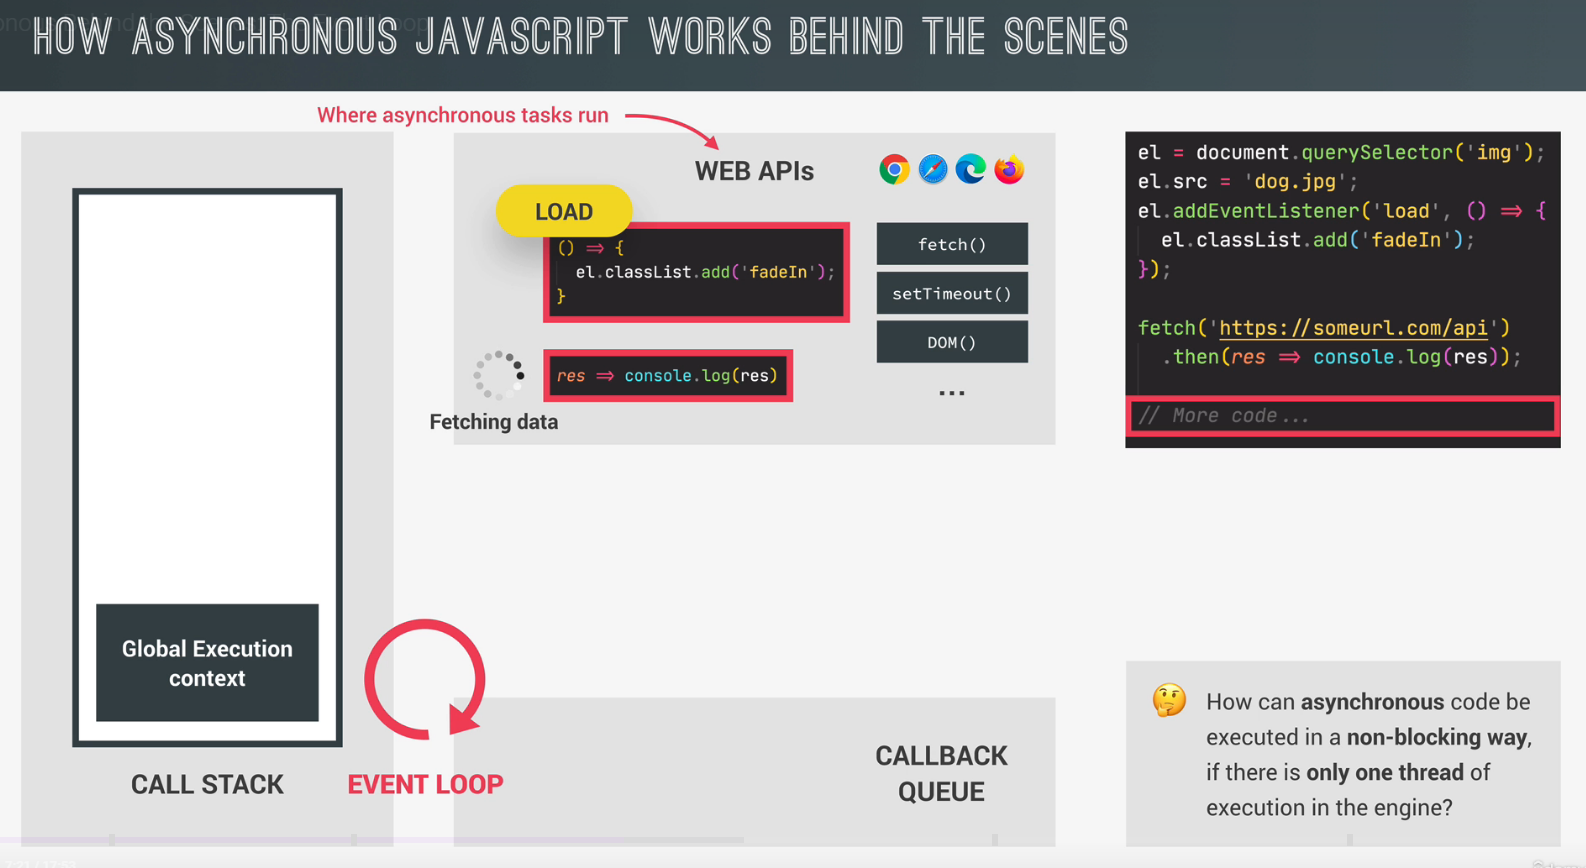 HOW ASYNCHRONOUS JAVASCRIPT WORKS BEHIND THE SCENES
Where asynchronous tasks run
WEB APIs
LOAD
() => {
el.classList.add('fadeIn');
}
res => console.log(res)
Fetching data
fetch()
setTimeout()
DOM()
...
el = document.querySelector('img');
el.src = 'dog.jpg';
el.addEventListener('load', () => {
el.classList.add('fadeIn');
});
fetch('https://someurl.com/api')
.then(res => console.log(res));
// More code...
Global Execution
context
CALL STACK
EVENT LOOP
CALLBACK
QUEUE
🤔 How can asynchronous code be
executed in a non-blocking way,
if there is only one thread of
execution in the engine?